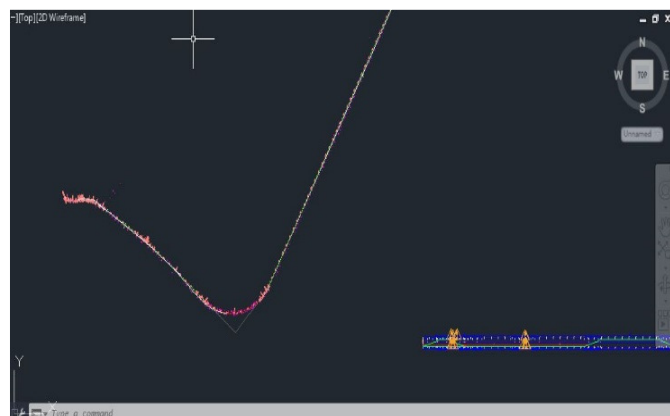 –][Top][2D Wireframe]
N
W
TOP
E
S
Unnamed
Y
X
Type a command